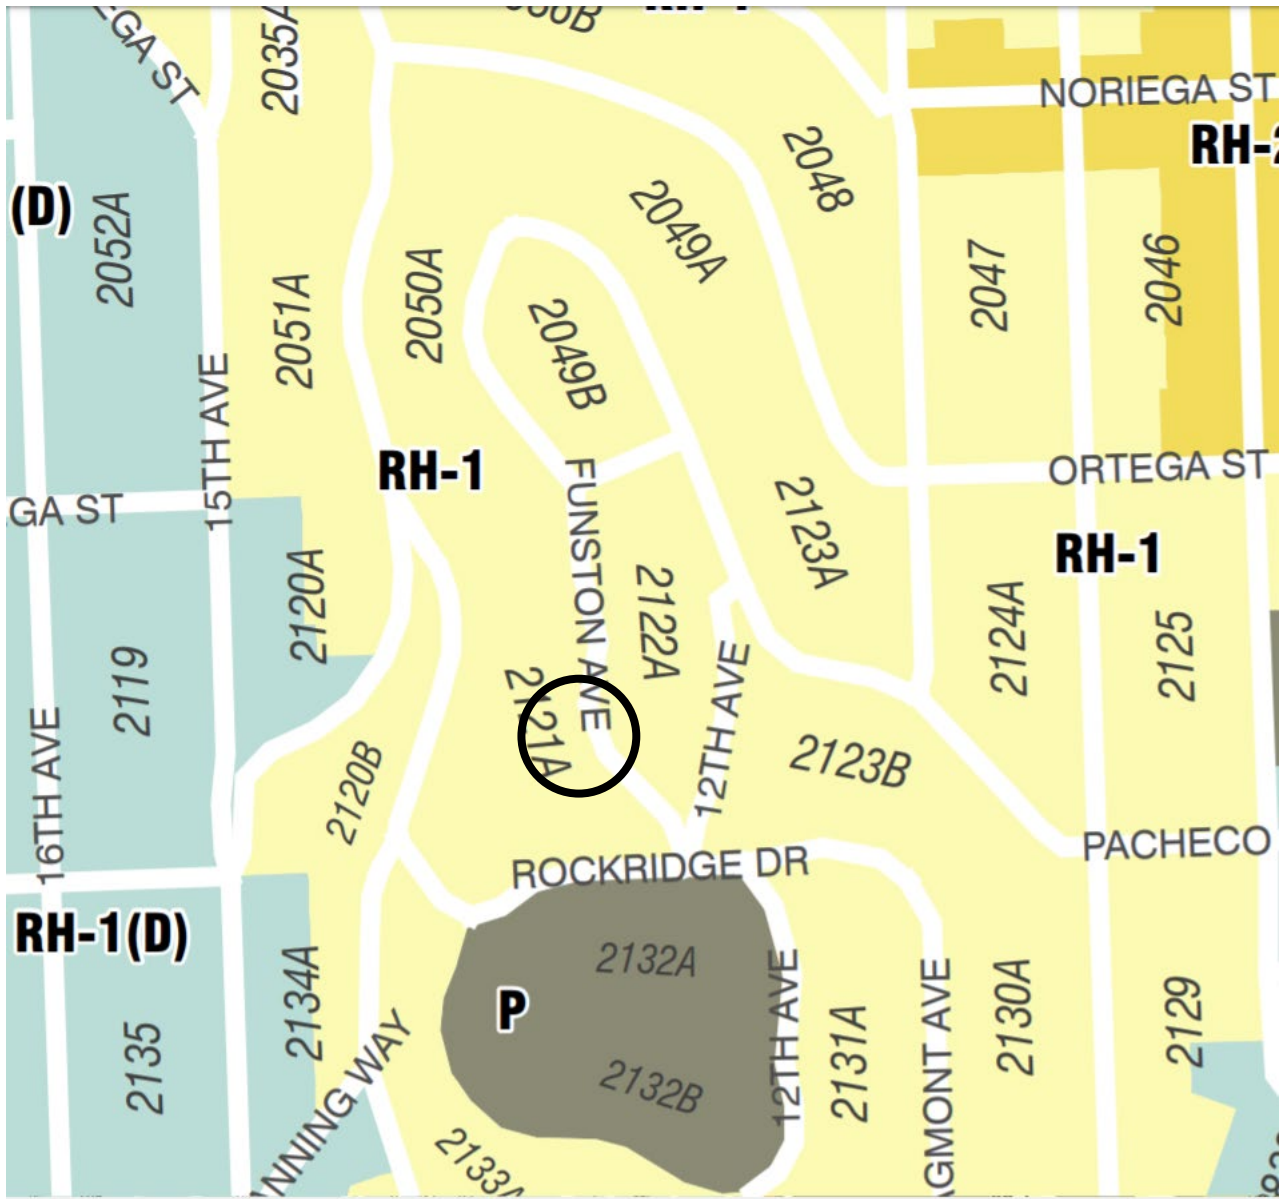 2035A
NORIEGA ST
2048
(D)
2052A
2049A
2047
2046
2051A
2050A
2049B
15TH AVE
RH-1
ORTEGA ST
FUNSTON AVE
2123A
RH-1
2120A
2122A
2124A
2125
2119
2121A
12TH AVE
16TH AVE
2120B
2123B
PACHECO
ROCKRIDGE DR
RH-1(D)
2132A
P
2134A
2135
12TH AVE
2131A
2130A
2129
2132B
2133A